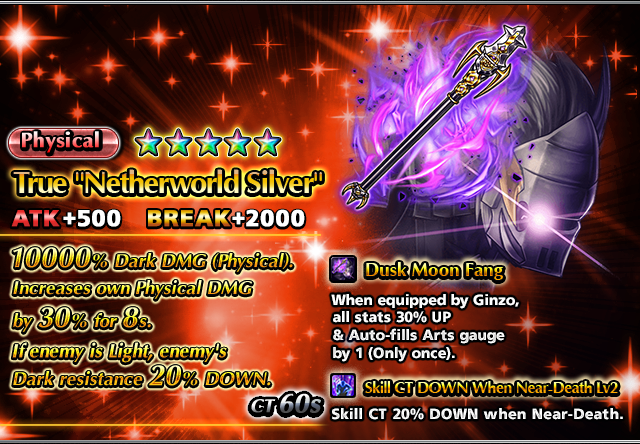 Physical
True "Netherworld Silver"
ATK+500 BREAK+2000
10000% Dark DMG (Physical).
Increases own Physical DMG
by 30% for 8s.
If enemy is Light, enemy's
Dark resistance 20% DOWN.
CT 60s
Dusk Moon Fang
When equipped by Ginzo,
all stats 30% UP
& Auto-fills Arts gauge
by 1 (Only once).
Skill CT DOWN When Near-Death Lv2
Skill CT 20% DOWN when Near-Death.